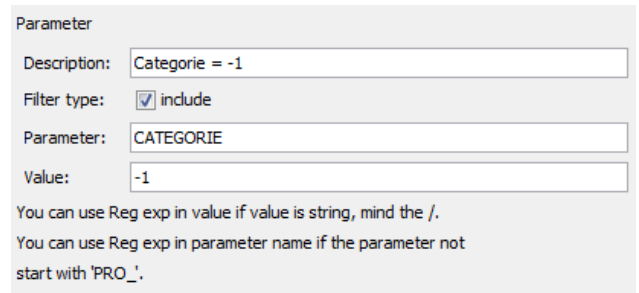 Parameter
Description: Categorie = -1
Filter type: include
Parameter: CATEGORIE
Value: -1
You can use Reg exp in value if value is string, mind the /.
You can use Reg exp in parameter name if the parameter not
start with 'PRO_'.